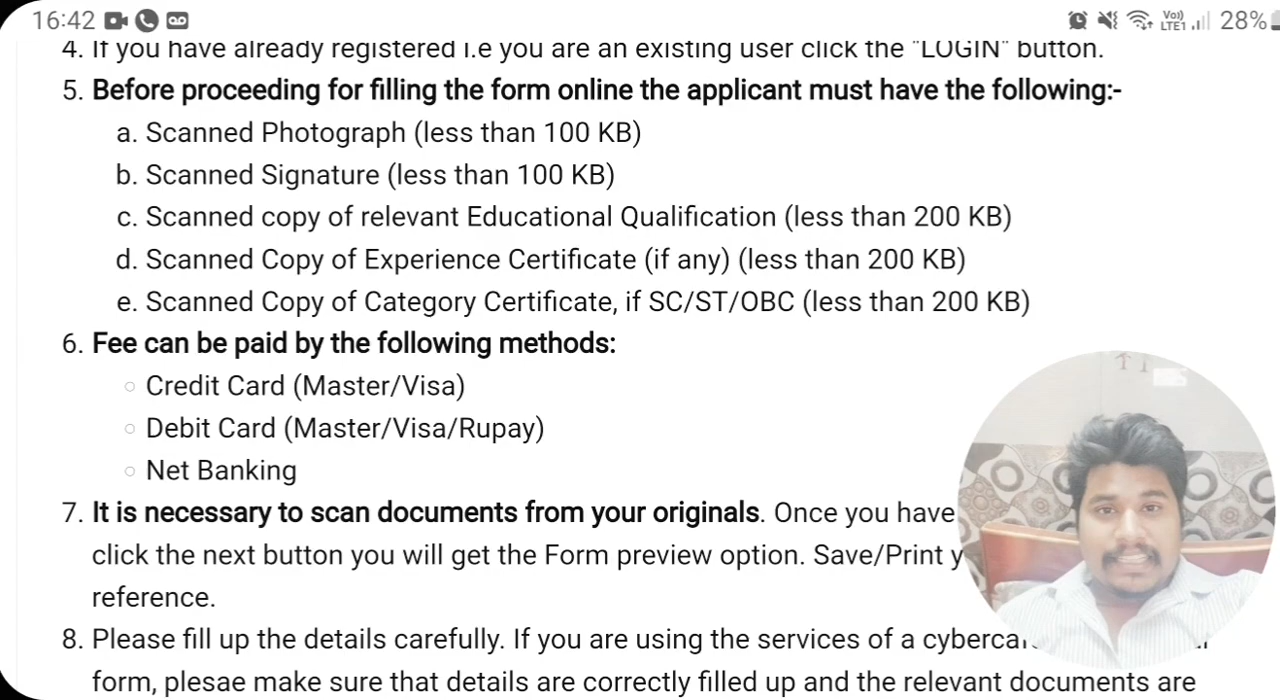 16:42 Vo)) LTE1 28%
4. If you have already registered i.e you are an existing user click the "LOGIN" button.
5. Before proceeding for filling the form online the applicant must have the following:-
a. Scanned Photograph (less than 100 KB)
b. Scanned Signature (less than 100 KB)
c. Scanned copy of relevant Educational Qualification (less than 200 KB)
d. Scanned Copy of Experience Certificate (if any) (less than 200 KB)
e. Scanned Copy of Category Certificate, if SC/ST/OBC (less than 200 KB)
6. Fee can be paid by the following methods:
Credit Card (Master/Visa)
Debit Card (Master/Visa/Rupay)
Net Banking
7. It is necessary to scan documents from your originals. Once you have
click the next button you will get the Form preview option. Save/Print
reference.
8. Please fill up the details carefully. If you are using the services of a
form, plesae make sure that details are correctly filled up and the relevant documents are